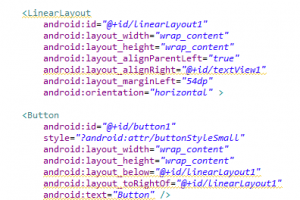 <LinearLayout
android:id="@+id/linearLayout1"
android:layout_width="wrap_content"
android:layout_height="wrap_content"
android:layout_alignParentLeft="true"
android:layout_alignRight="@+id/textView1"
android:layout_marginLeft="54dp"
android:orientation="horizontal" >
<Button
android:id="@+id/button1"
style="?android:attr/buttonStyleSmall"
android:layout_width="wrap_content"
android:layout_height="wrap_content"
android:layout_below="@+id/linearLayout1"
android:layout_toRightOf="@+id/linearLayout1"
android:text="Button" />